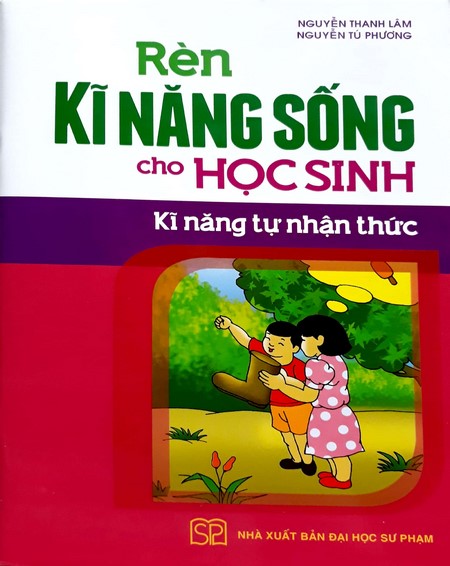 NGUYỄN THANH LÂM
NGUYỄN TÚ PHƯƠNG
Rèn
KĨ NĂNG SỐNG
cho HỌC SINH
Kĩ năng tự nhận thức
SP
NHÀ XUẤT BẢN ĐẠI HỌC SƯ PHẠM